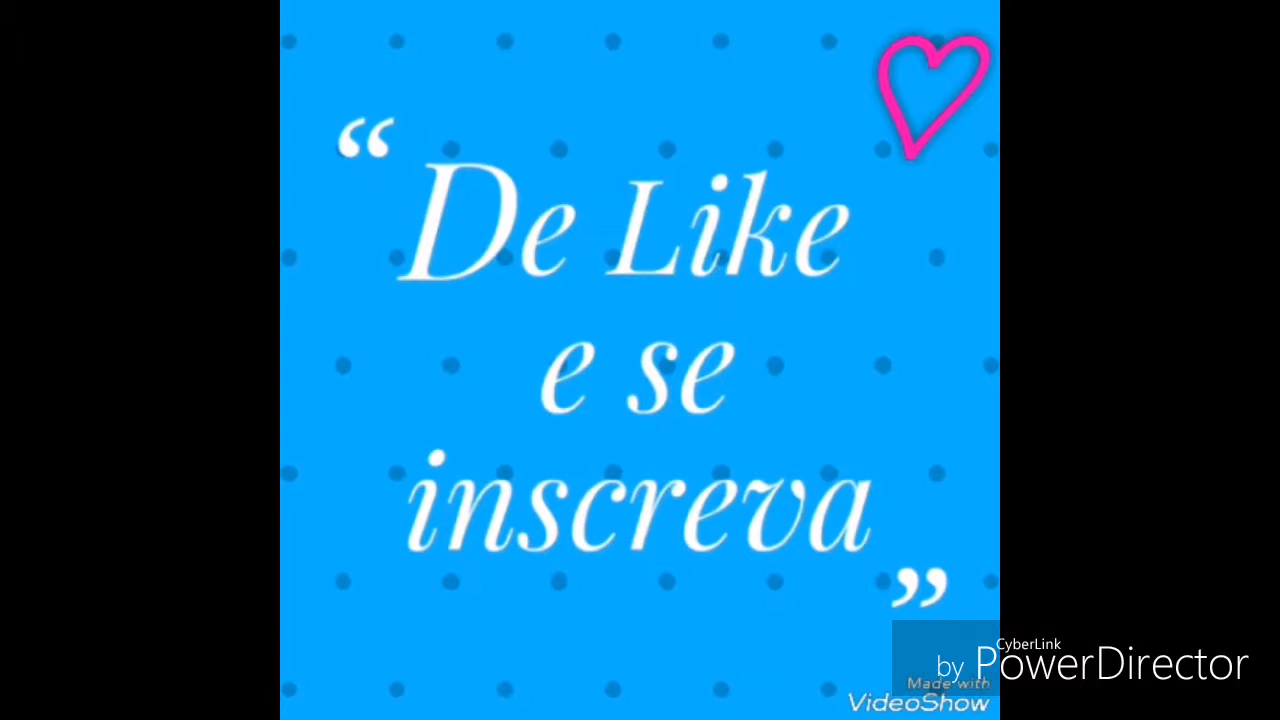 “De Like
e se
inscreva”
CyberLink
by PowerDirector
Made with
VideoShow